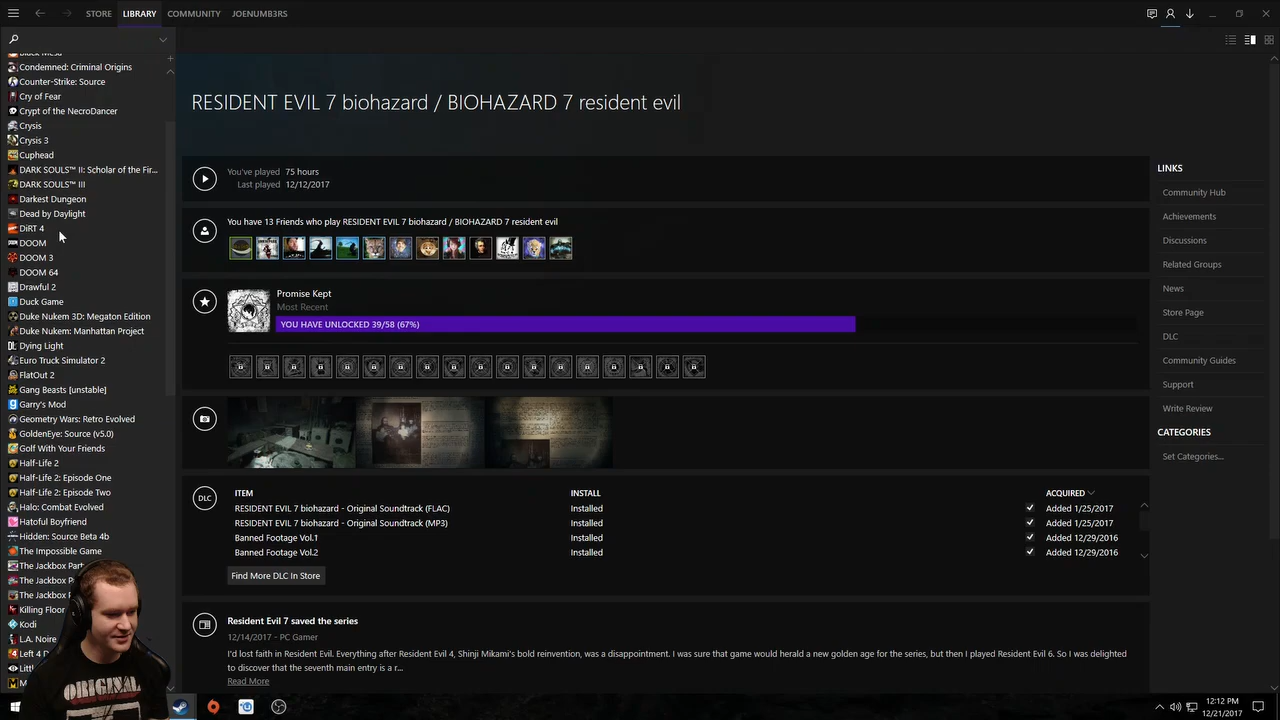 STORE
LIBRARY
COMMUNITY
JOENUMB3RS
Black Mesa
Condemned: Criminal Origins
Counter-Strike: Source
Cry of Fear
Crypt of the NecroDancer
Crysis
Crysis 3
Cuphead
DARK SOULS™ II: Scholar of the Fir...
DARK SOULS™ III
Darkest Dungeon
Dead by Daylight
DiRT 4
DOOM
DOOM 3
DOOM 64
Drawful 2
Duck Game
Duke Nukem 3D: Megaton Edition
Duke Nukem: Manhattan Project
Dying Light
Euro Truck Simulator 2
FlatOut 2
Gang Beasts [unstable]
Garry's Mod
Geometry Wars: Retro Evolved
GoldenEye: Source (v5.0)
Golf With Your Friends
Half-Life 2
Half-Life 2: Episode One
Half-Life 2: Episode Two
Halo: Combat Evolved
Hatoful Boyfriend
Hidden: Source Beta 4b
The Impossible Game
The Jackbox Part
The Jackbox P
The Jackbox
Killing Floor
Kodi
L.A. Noire
Left 4 D
Littl
RESIDENT EVIL 7 biohazard / BIOHAZARD 7 resident evil
You've played 75 hours
Last played 12/12/2017
You have 13 Friends who play RESIDENT EVIL 7 biohazard / BIOHAZARD 7 resident evil
Promise Kept
Most Recent
YOU HAVE UNLOCKED 39/58 (67%)
DLC
ITEM INSTALL ACQUIRED
RESIDENT EVIL 7 biohazard - Original Soundtrack (FLAC) Installed Added 1/25/2017
RESIDENT EVIL 7 biohazard - Original Soundtrack (MP3) Installed Added 1/25/2017
Banned Footage Vol.1 Installed Added 12/29/2016
Banned Footage Vol.2 Installed Added 12/29/2016
Find More DLC In Store
Resident Evil 7 saved the series
12/14/2017 - PC Gamer
I'd lost faith in Resident Evil. Everything after Resident Evil 4, Shinji Mikami's bold reinvention, was a disappointment. I was sure that game would herald a new golden age for the series, but then I played Resident Evil 6. So I was delighted
to discover that the seventh main entry is a r...
Read More
LINKS
Community Hub
Achievements
Discussions
Related Groups
News
Store Page
DLC
Community Guides
Support
Write Review
CATEGORIES
Set Categories...
ORIGINAL
12:12 PM
12/21/2017